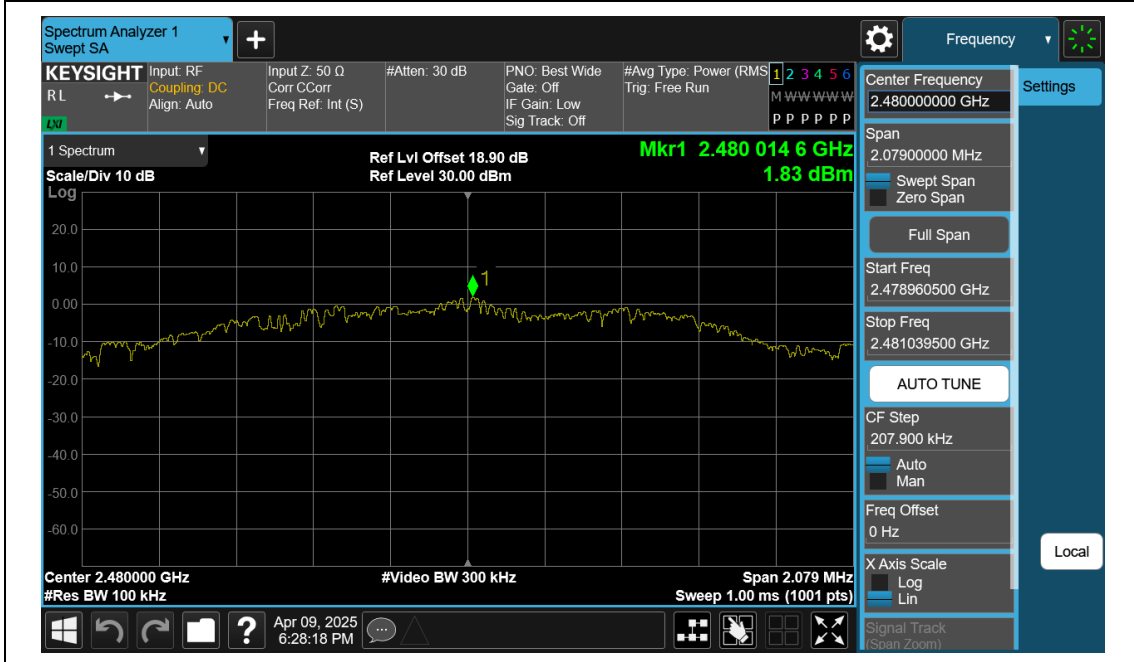 Spectrum Analyzer 1
Swept SA
+
Frequency
KEYSIGHT
RL
LXI
Input: RF
Coupling: DC
Align: Auto
Input Z: 50 Ω
Corr CCorr
Freq Ref: Int (S)
#Atten: 30 dB
PNO: Best Wide
Gate: Off
IF Gain: Low
Sig Track: Off
#Avg Type: Power (RMS
Trig: Free Run
1 2 3 4 5 6
M W W W W W
P P P P P P
1 Spectrum
Scale/Div 10 dB
Ref Lvl Offset 18.90 dB
Ref Level 30.00 dBm
Mkr1 2.480 014 6 GHz
1.83 dBm
Log
20.0
10.0
0.00
-10.0
-20.0
-30.0
-40.0
-50.0
-60.0
1
Center 2.480000 GHz
#Res BW 100 kHz
#Video BW 300 kHz
Span 2.079 MHz
Sweep 1.00 ms (1001 pts)
Center Frequency
2.480000000 GHz
Span
2.07900000 MHz
Swept Span
Zero Span
Full Span
Start Freq
2.478960500 GHz
Stop Freq
2.481039500 GHz
AUTO TUNE
CF Step
207.900 kHz
Auto
Man
Freq Offset
0 Hz
X Axis Scale
Log
Lin
Signal Track
(Span Zoom)
Settings
Local
?
Apr 09, 2025
6:28:18 PM